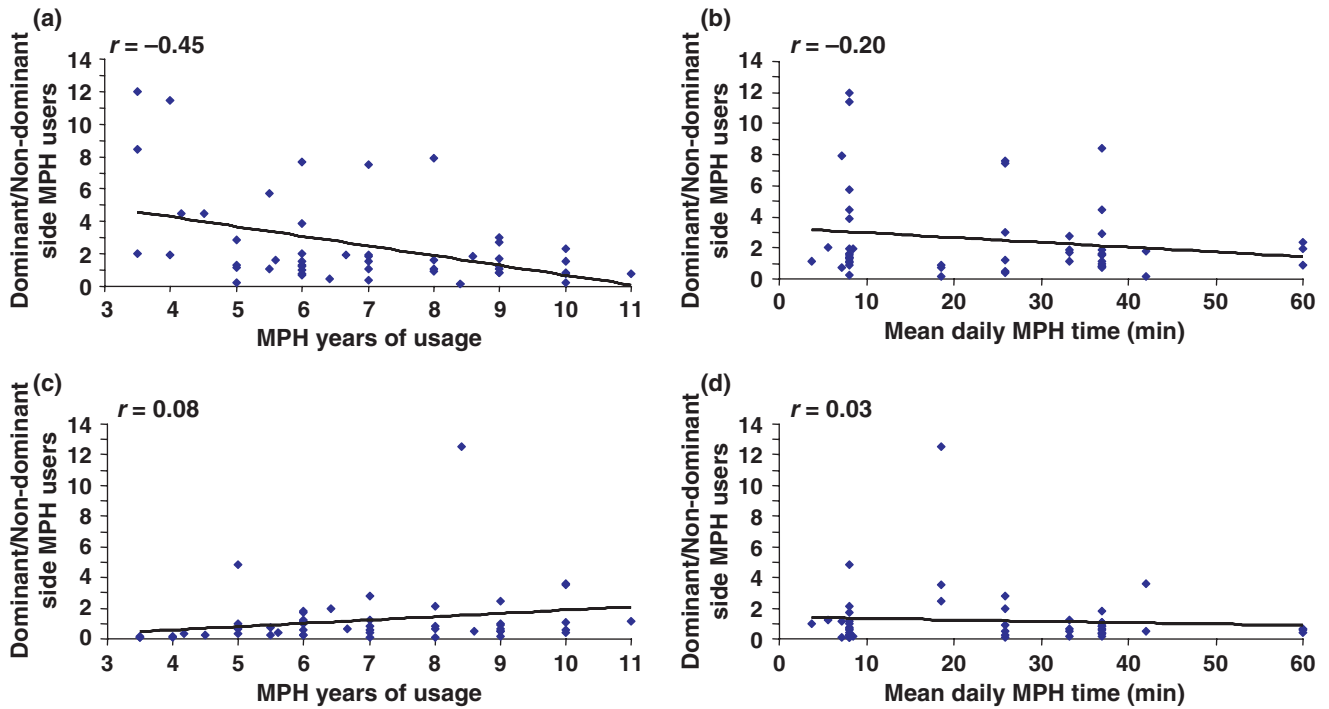 (a)
r = –0.45
Dominant/Non-dominant
side MPH users
14
12
10
8
6
4
2
0
3 4 5 6 7 8 9 10 11
MPH years of usage
(b)
r = –0.20
Dominant/Non-dominant
side MPH users
14
12
10
8
6
4
2
0
0 10 20 30 40 50 60
Mean daily MPH time (min)
(c)
r = 0.08
Dominant/Non-dominant
side MPH users
14
12
10
8
6
4
2
0
3 4 5 6 7 8 9 10 11
MPH years of usage
(d)
r = 0.03
Dominant/Non-dominant
side MPH users
14
12
10
8
6
4
2
0
0 10 20 30 40 50 60
Mean daily MPH time (min)